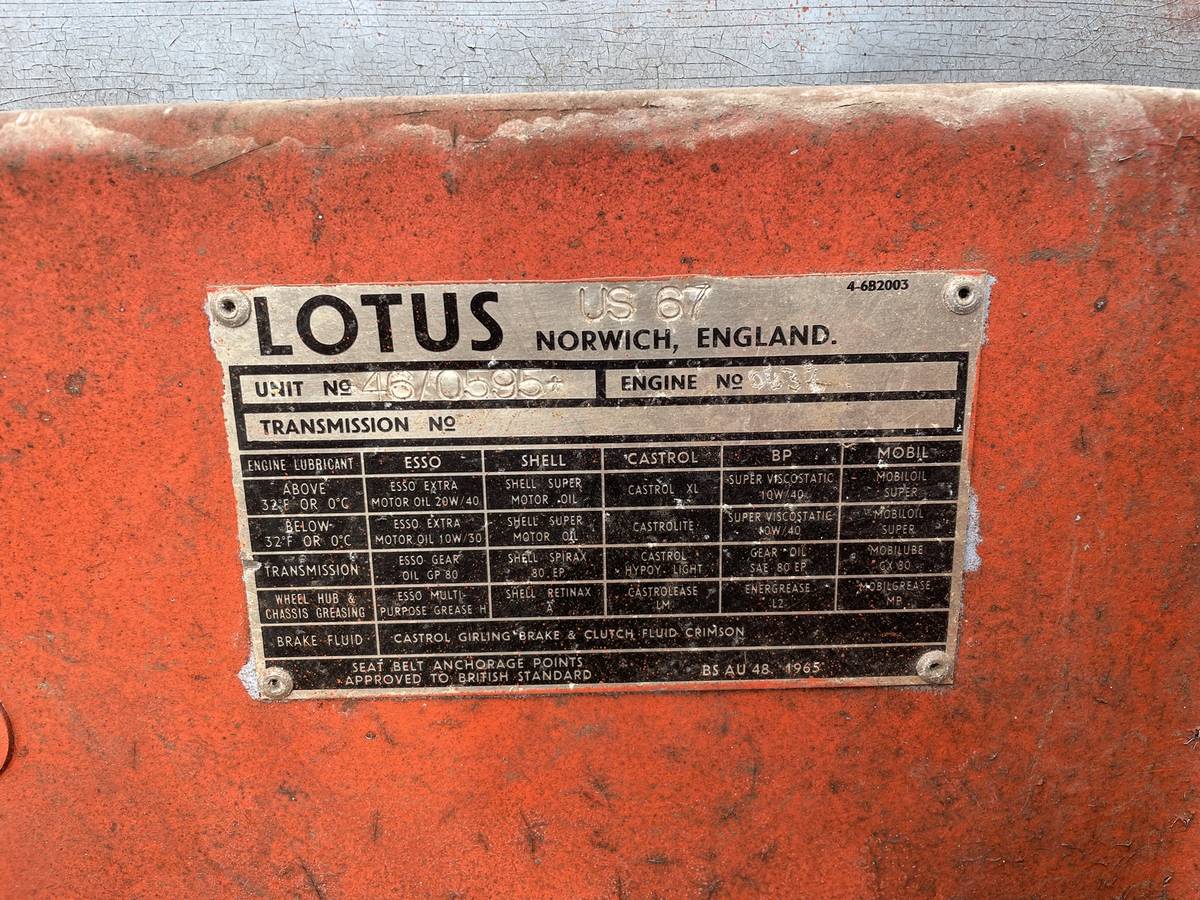 LOTUS US 67 4-6B2003
NORWICH, ENGLAND.
UNIT Nº 46/0595 ENGINE Nº
TRANSMISSION Nº
ENGINE LUBRICANT ESSO SHELL CASTROL BP MOBIL
ABOVE 32°F OR 0°C ESSO EXTRA MOTOR OIL 20W/40 SHELL SUPER MOTOR OIL CASTROL XL SUPER VISCOSTATIC 10W/40 MOBILOIL SUPER
BELOW 32°F OR 0°C ESSO EXTRA MOTOR OIL 10W/30 SHELL SUPER MOTOR OIL CASTROLITE SUPER VISCOSTATIC 10W/40 MOBILOIL SUPER
TRANSMISSION ESSO GEAR OIL GP 80 SHELL SPIRAX 80 EP CASTROL HYPOY LIGHT GEAR OIL SAE 80 EP MOBILUBE GX 80
WHEEL HUB & CHASSIS GREASING ESSO MULTI-PURPOSE GREASE H SHELL RETINAX A CASTROLEASE LM ENERGREASE L2 MOBILGREASE MP
BRAKE FLUID CASTROL GIRLING BRAKE & CLUTCH FLUID CRIMSON
SEAT BELT ANCHORAGE POINTS
APPROVED TO BRITISH STANDARD BS AU 48 1965